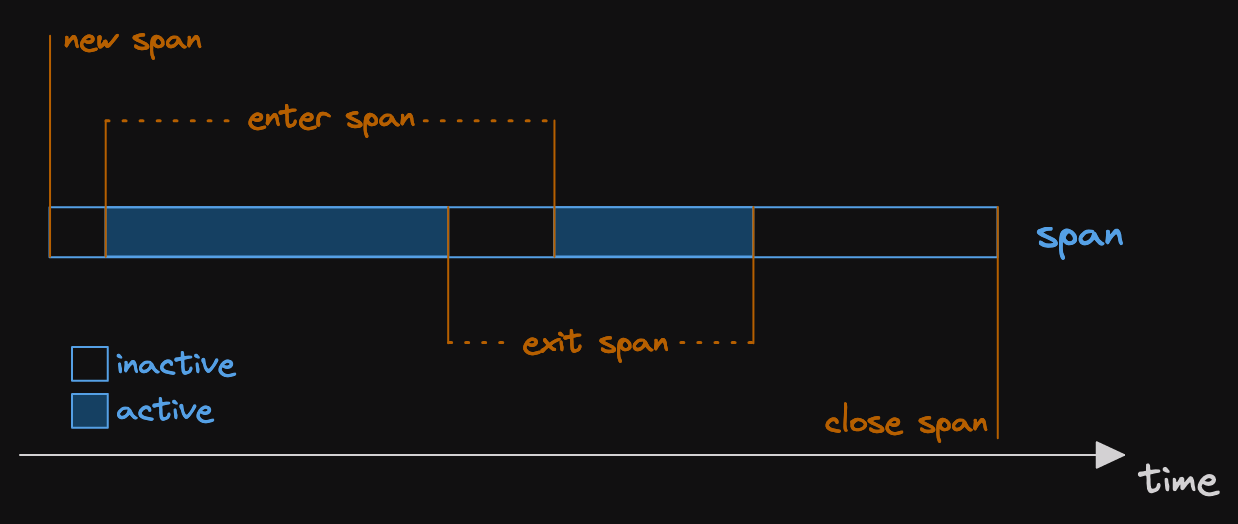 new span
enter span
span
exit span
inactive
active
close span
time